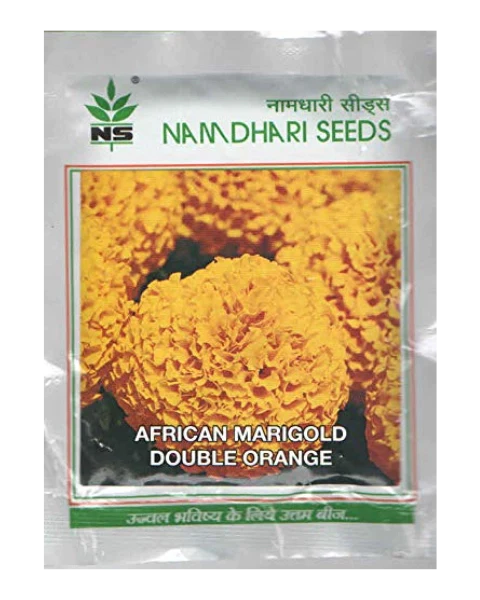 नामधारी सीड्स
NS
®
NAMDHARI SEEDS
AFRICAN MARIGOLD
DOUBLE ORANGE
उज्वल भविष्य के लिये उत्तम बीज...